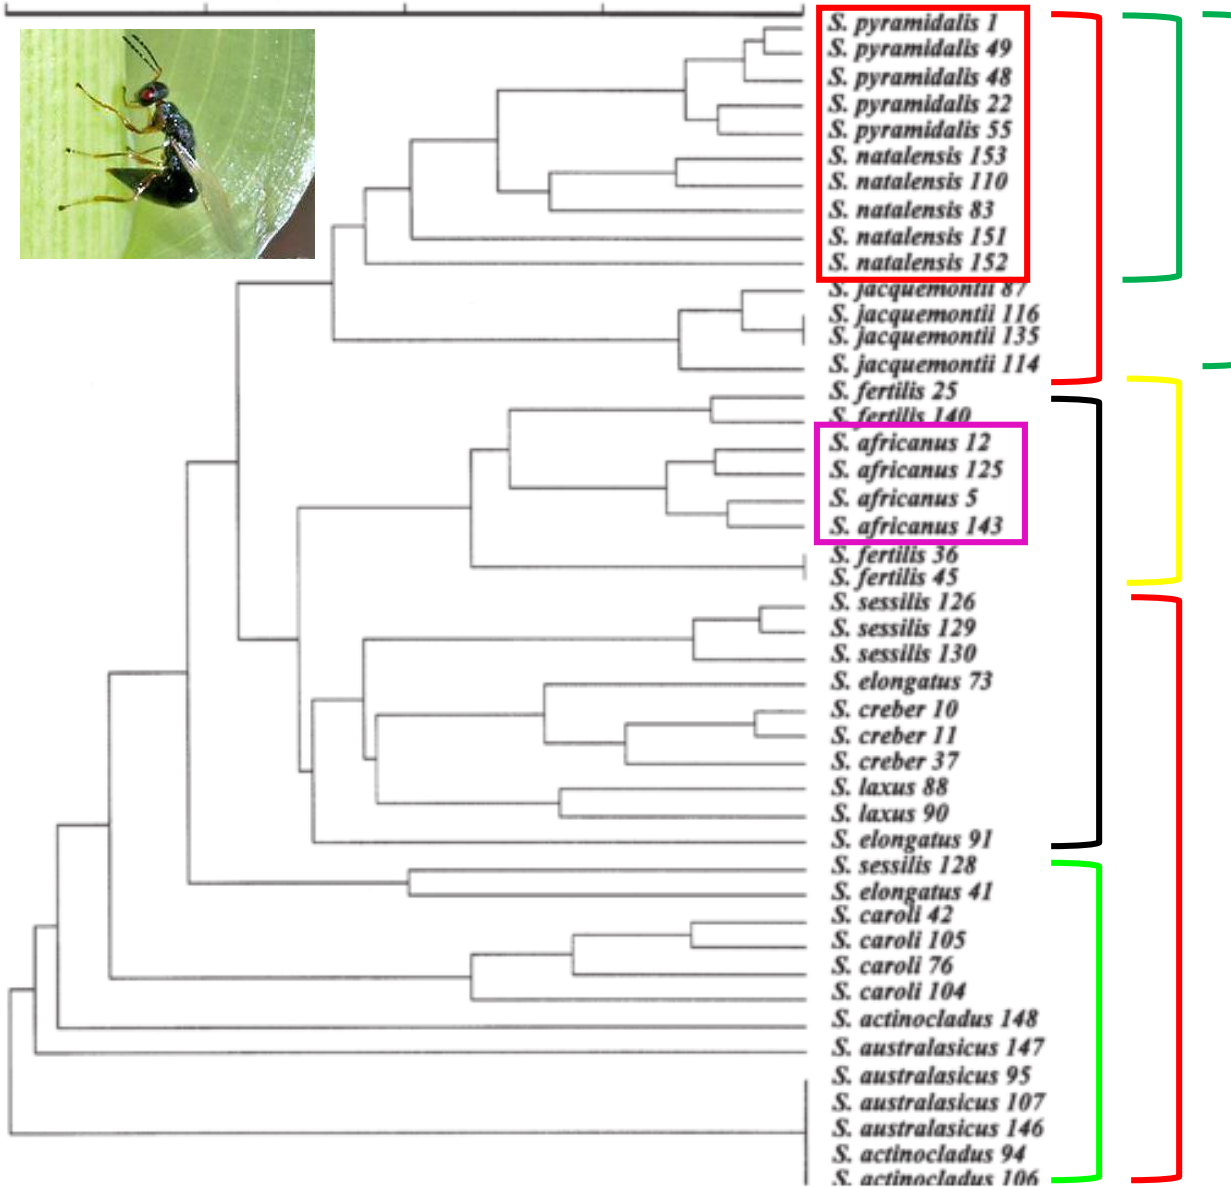 S. pyramidalis 1
S. pyramidalis 49
S. pyramidalis 48
S. pyramidalis 22
S. pyramidalis 55
S. natalensis 153
S. natalensis 110
S. natalensis 83
S. natalensis 151
S. natalensis 152
S. jacquemontii 87
S. jacquemontii 116
S. jacquemontii 135
S. jacquemontii 114
S. fertilis 25
S. fertilis 140
S. africanus 12
S. africanus 125
S. africanus 5
S. africanus 143
S. fertilis 36
S. fertilis 45
S. sessilis 126
S. sessilis 129
S. sessilis 130
S. elongatus 73
S. creber 10
S. creber 11
S. creber 37
S. laxus 88
S. laxus 90
S. elongatus 91
S. sessilis 128
S. elongatus 41
S. caroli 42
S. caroli 105
S. caroli 76
S. caroli 104
S. actinocladus 148
S. australasicus 147
S. australasicus 95
S. australasicus 107
S. australasicus 146
S. actinocladus 94
S. actinocladus 106